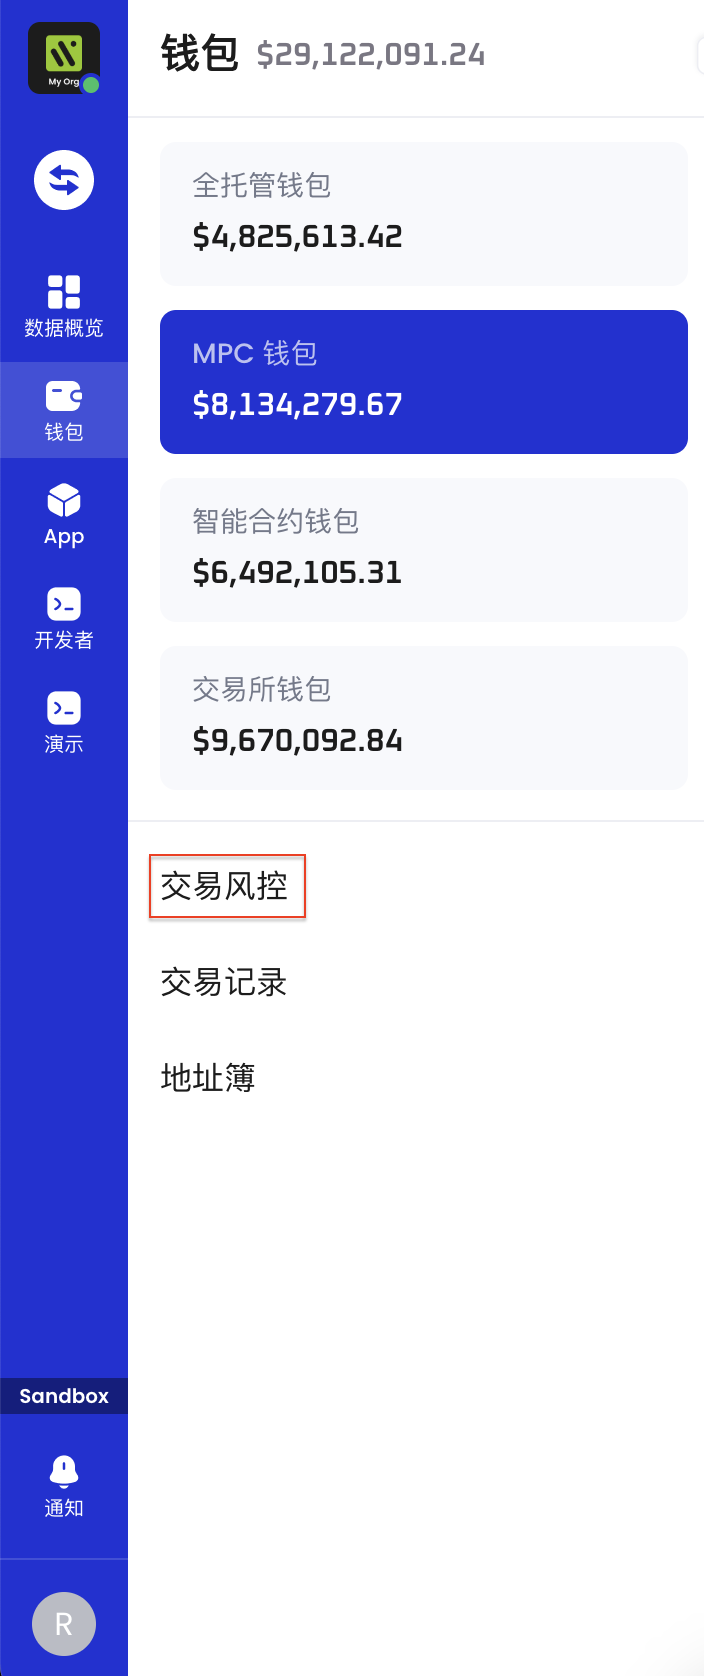 My Org
数据概览
钱包
App
开发者
演示
Sandbox
通知
R
钱包 $29,122,091.24
全托管钱包
$4,825,613.42
MPC 钱包
$8,134,279.67
智能合约钱包
$6,492,105.31
交易所钱包
$9,670,092.84
交易风控
交易记录
地址簿